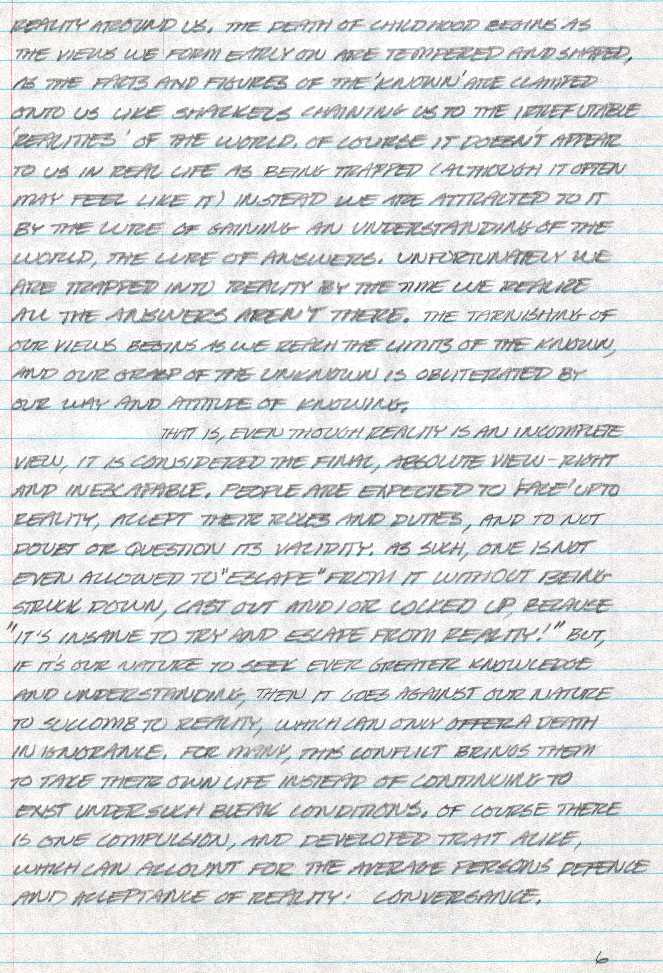 REALITY AROUND US. THE DEATH OF CHILDHOOD BEGINS AS
THE VIEWS WE FORM EARLY ON ARE TEMPERED AND SHAPED,
AS THE FACTS AND FIGURES OF THE 'KNOWN' ARE CLAMPED
ONTO US LIKE SHACKELS CHAINING US TO THE IRREFUTABLE
'REALITIES' OF THE WORLD. OF COURSE IT DOESN'T APPEAR
TO US IN REAL LIFE AS BEING TRAPPED (ALTHOUGH IT OFTEN
MAY FEEL LIKE IT) INSTEAD WE ARE ATTRACTED TO IT
BY THE LURE OF GAINING AN UNDERSTANDING OF THE
WORLD, THE LURE OF ANSWERS. UNFORTUNATELY WE
ARE TRAPPED INTO REALITY BY THE TIME WE REALIZE
ALL THE ANSWERS AREN'T THERE. THE TARNISHING OF
OUR VIEWS BEGINS AS WE REACH THE LIMITS OF THE KNOWN,
AND OUR GRASP OF THE UNKNOWN IS OBLITERATED BY
OUR WAY AND ATTITUDE OF KNOWING.
THAT IS, EVEN THOUGH REALITY IS AN INCOMPLETE
VIEW, IT IS CONSIDERED THE FINAL, ABSOLUTE VIEW - RIGHT
AND INESCAPABLE. PEOPLE ARE EXPECTED TO 'FACE' UP TO
REALITY, ACCEPT THEIR ROLES AND DUTIES, AND TO NOT
DOUBT OR QUESTION ITS VALIDITY. AS SUCH, ONE IS NOT
EVEN ALLOWED TO "ESCAPE" FROM IT WITHOUT BEING
STRUCK DOWN, CAST OUT AND/OR LOCKED UP, BECAUSE
"IT'S INSANE TO TRY AND ESCAPE FROM REALITY!" BUT,
IF IT'S OUR NATURE TO SEEK EVER GREATER KNOWLEDGE
AND UNDERSTANDING, THEN IT GOES AGAINST OUR NATURE
TO SUCCOMB TO REALITY, WHICH CAN ONLY OFFER A DEATH
IN IGNORANCE. FOR MANY, THIS CONFLICT BRINGS THEM
TO TAKE THEIR OWN LIFE INSTEAD OF CONTINUING TO
EXIST UNDER SUCH BLEAK CONDITIONS. OF COURSE THERE
IS ONE COMPULSION, AND DEVELOPED TRAIT ALIKE,
WHICH CAN ACCOUNT FOR THE AVERAGE PERSONS DEFENCE
AND ACCEPTANCE OF REALITY: CONVERSANCE.
6